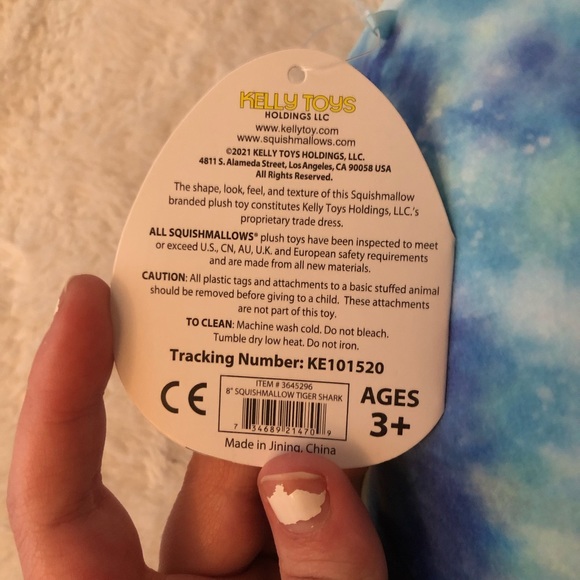 KELLY TOYS
HOLDINGS LLC
www.kellytoy.com
www.squishmallows.com
©2021 KELLY TOYS HOLDINGS, LLC.
4811 S. Alameda Street, Los Angeles, CA 90058 USA
All Rights Reserved.
The shape, look, feel, and texture of this Squishmallow
branded plush toy constitutes Kelly Toys Holdings, LLC.'s
proprietary trade dress.
ALL SQUISHMALLOWS® plush toys have been inspected to meet
or exceed U.S., CN, AU, U.K. and European safety requirements
and are made from all new materials.
CAUTION: All plastic tags and attachments to a basic stuffed animal
should be removed before giving to a child. These attachments
are not part of this toy.
TO CLEAN: Machine wash cold. Do not bleach.
Tumble dry low heat. Do not iron.
Tracking Number: KE101520
CE
ITEM # 3645296
8" SQUISHMALLOW TIGER SHARK
7 34689 21470 9
AGES
3+
Made in Jining, China